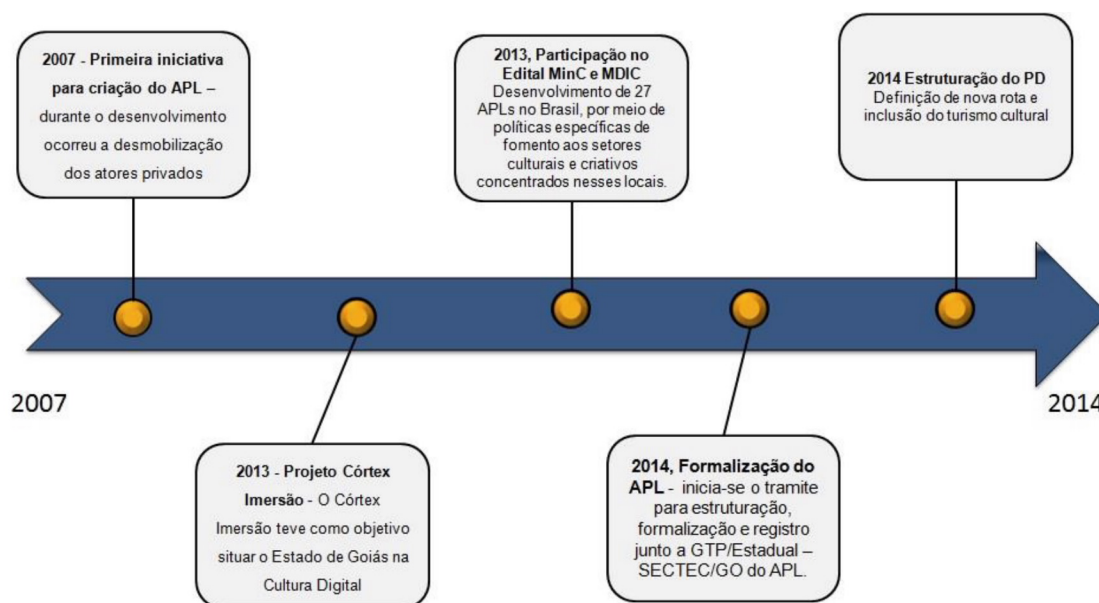 2007 - Primeira iniciativa
para criação do APL –
durante o desenvolvimento
ocorreu a desmobilização
dos atores privados
2013, Participação no
Edital MinC e MDIC
Desenvolvimento de 27
APLs no Brasil, por meio de
políticas específicas de
fomento aos setores
culturais e criativos
concentrados nesses locais.
2014 Estruturação do PD
Definição de nova rota e
inclusão do turismo cultural
2007
2014
2013 - Projeto Córtex
Imersão - O Córtex
Imersão teve como objetivo
situar o Estado de Goiás na
Cultura Digital
2014, Formalização do
APL - inicia-se o tramite
para estruturação,
formalização e registro
junto a GTP/Estadual –
SECTEC/GO do APL.